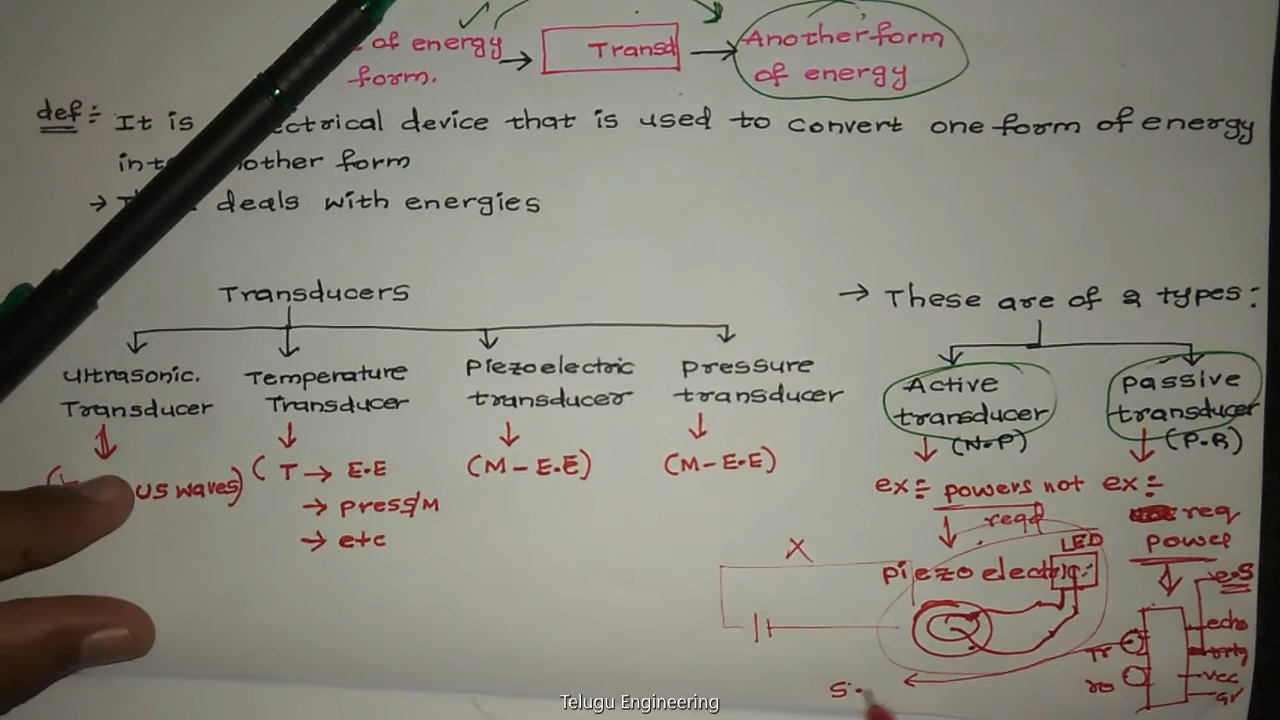 of energy → Transd → Another form
form. of energy
def÷ It is ectrical device that is used to convert one form of energy
into another form
→ deals with energies
Transducers
→ These are of 2 types:
Ultrasonic. Temperature Piezoelectric pressure Active passive
Transducer Transducer transducer transducer transducer transducer
(N.P) (P.R)
US waves) (T → E.E (M - E.E) (M - E.E) ex÷ powers not ex÷
→ press/M reqd req
→ etc LED power
X piezo electric e.s
echo
Tr
vcc
s.
Telugu Engineering